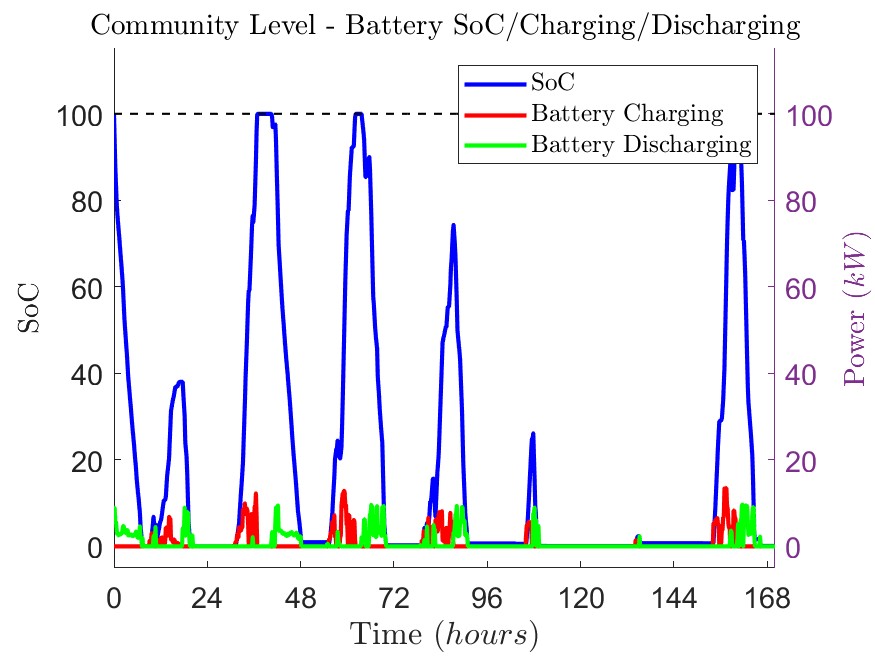 Community Level - Battery SoC/Charging/Discharging
SoC
Battery Charging
Battery Discharging
100
80
60
40
20
0
SoC
100
80
60
40
20
0
Power (kW)
0 24 48 72 96 120 144 168
Time (hours)